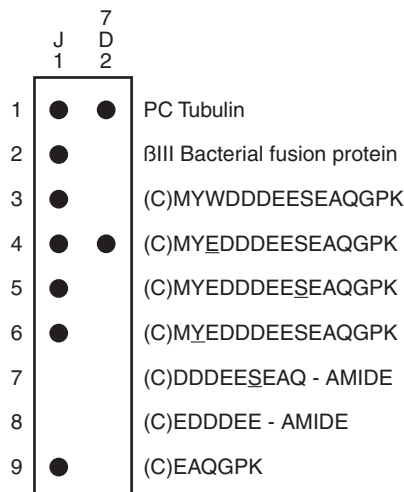 7
J D
1 2
1 PC Tubulin
2 ßIII Bacterial fusion protein
3 (C)MYWDDDEESEAQGPK
4 (C)MYEDDDEESEAQGPK
5 (C)MYEDDDEESEAQGPK
6 (C)MYEDDDEESEAQGPK
7 (C)DDDEESEAQ - AMIDE
8 (C)EDDDEE - AMIDE
9 (C)EAQGPK